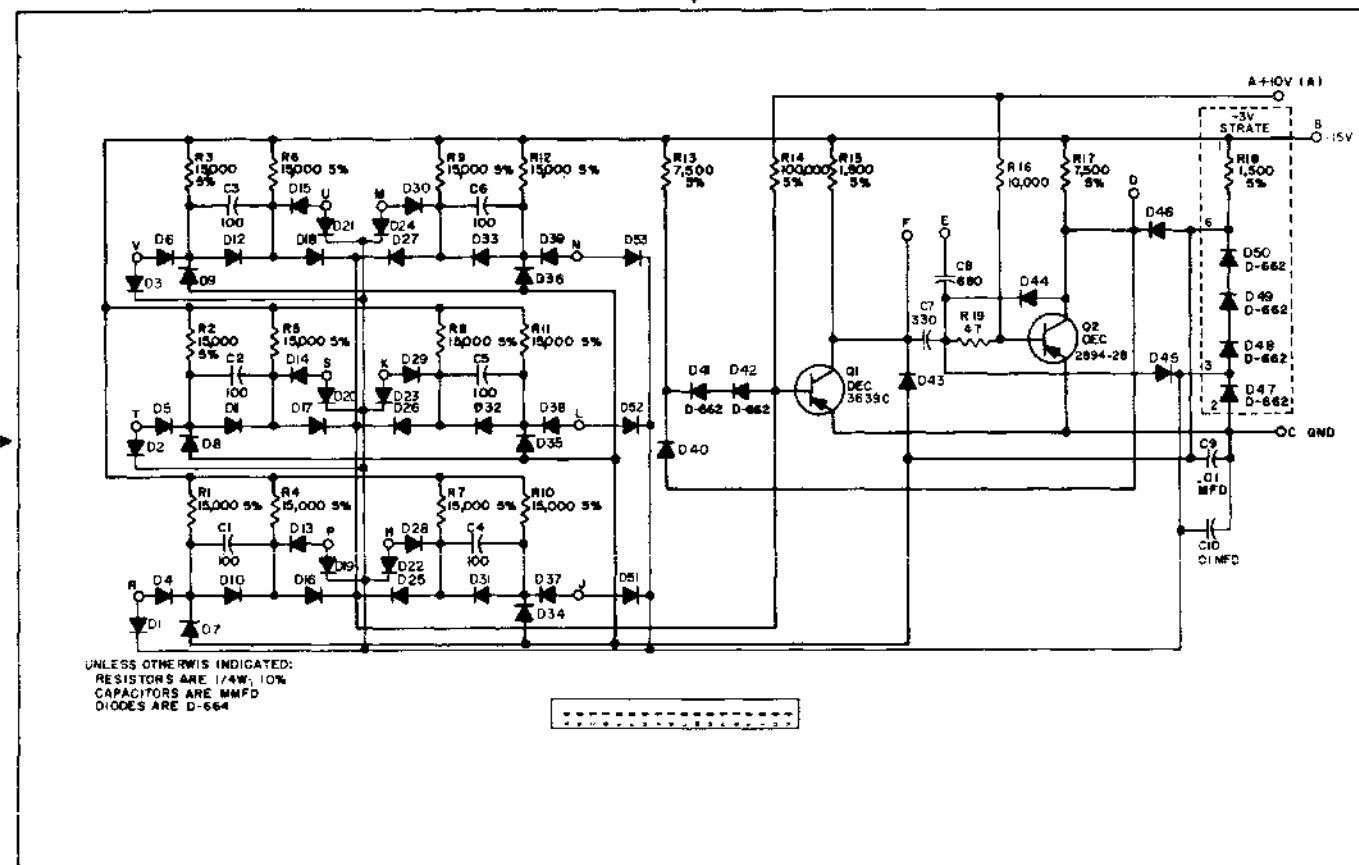 A+10V (A)
-3V
STRATE
B
-15V
R3
15,000
5%
R6
15,000 5%
R9
15,000 5%
R12
15,000 5%
R13
7,500
5%
R14
100,000
5%
R15
1,500
5%
R16
10,000
R17
7,500
5%
R18
1,500
5%
C3
100
D15
U
D21
M
D30
D24
C6
100
V
D6
D12
D18
D27
D33
D39
N
D53
D3
D9
D36
F
E
D
D46
6
D50
D-662
C8
680
D44
D49
D-662
C7
330
R19
47
Q2
DEC
2894-2B
D48
D-662
D45
3
D47
D-662
2
R2
15,000
5%
R5
15,000 5%
R8
15,000 5%
R11
15,000 5%
C2
100
D14
S
D20
K
D29
D23
C5
100
D41
D-662
D42
D-662
Q1
DEC
3639C
D43
T
D5
D11
D17
D26
D32
D38
L
D52
D2
D8
D35
D40
C GND
C9
.01
MFD
C10
.01 MFD
R1
15,000 5%
R4
15,000 5%
R7
15,000 5%
R10
15,000 5%
C1
100
D13
P
D19
H
D28
D22
C4
100
R
D4
D10
D16
D25
D31
D37
J
D51
D1
D7
D34
UNLESS OTHERWIS INDICATED:
RESISTORS ARE 1/4W, 10%
CAPACITORS ARE MMFD
DIODES ARE D-664